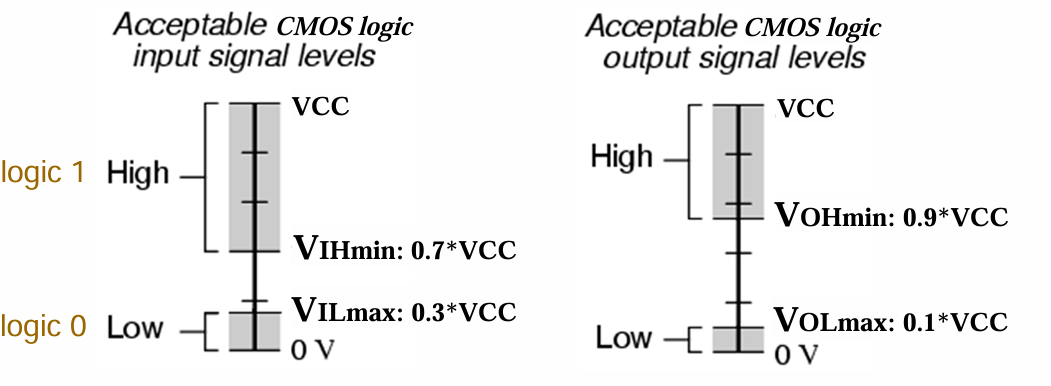 Acceptable CMOS logic
input signal levels
VCC
logic 1 High
VIHmin: 0.7*VCC
VILmax: 0.3*VCC
logic 0 Low
0 V
Acceptable CMOS logic
output signal levels
VCC
High
VOHmin: 0.9*VCC
VOLmax: 0.1*VCC
Low
0 V